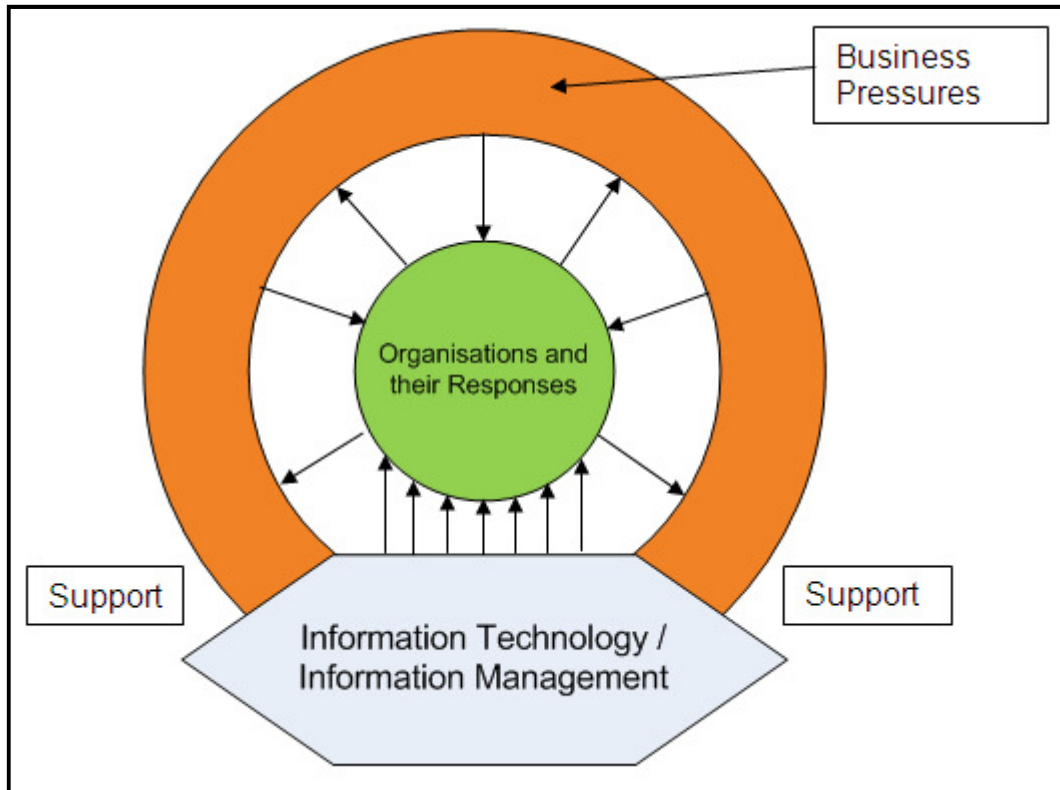 Business
Pressures
Organisations and
their Responses
Support
Support
Information Technology /
Information Management